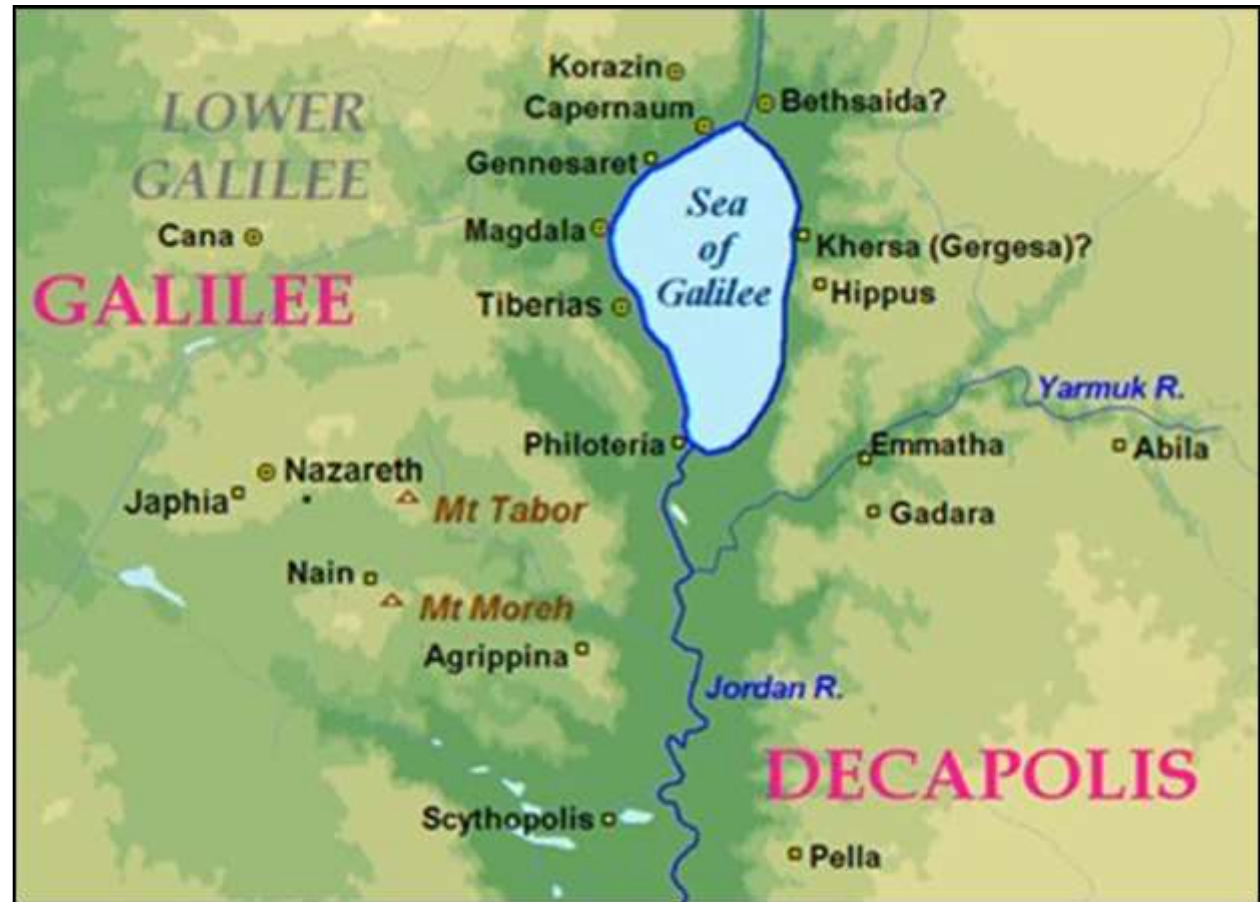 Korazin
Capernaum
Bethsaida?
LOWER
GALILEE
Gennesaret
Sea
of
Galilee
Cana
Magdala
Khersa (Gergesa)?
GALILEE
Tiberias
Hippus
Yarmuk R.
Philoteria
Emmatha
Abila
Nazareth
Japhia
Mt Tabor
Gadara
Nain
Mt Moreh
Agrippina
Jordan R.
DECAPOLIS
Scythopolis
Pella